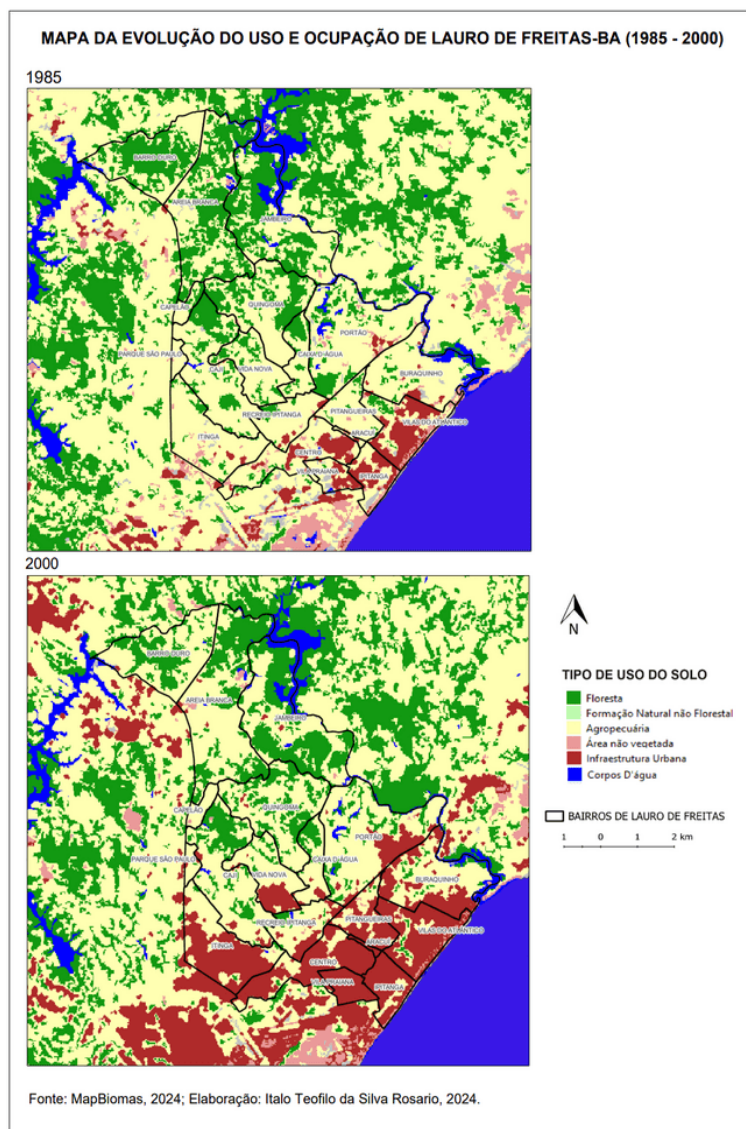 MAPA DA EVOLUÇÃO DO USO E OCUPAÇÃO DE LAURO DE FREITAS-BA (1985 - 2000)
1985
BARRO DURO
AREIA BRANCA
JAMBEIRO
CAPELÃO
QUINGOMA
PORTÃO
PARQUE SÃO PAULO
CAIXA D'ÁGUA
CAJI
VIDA NOVA
BURAQUINHO
RECREIO IPITANGA
PITANGUEIRAS
VILAS DO ATLÂNTICO
ITINGA
ARACUÍ
CENTRO
VILA PRAIANA
IPITANGA
2000
BARRO DURO
AREIA BRANCA
JAMBEIRO
CAPELÃO
QUINGOMA
PORTÃO
PARQUE SÃO PAULO
CAIXA D'ÁGUA
CAJI
VIDA NOVA
BURAQUINHO
RECREIO IPITANGA
PITANGUEIRAS
VILAS DO ATLÂNTICO
ITINGA
ARACUÍ
CENTRO
VILA PRAIANA
IPITANGA
N
TIPO DE USO DO SOLO
Floresta
Formação Natural não Florestal
Agropecuária
Área não vegetada
Infraestrutura Urbana
Corpos D'água
BAIRROS DE LAURO DE FREITAS
1 0 1 2 km
Fonte: MapBiomas, 2024; Elaboração: Italo Teofilo da Silva Rosario, 2024.